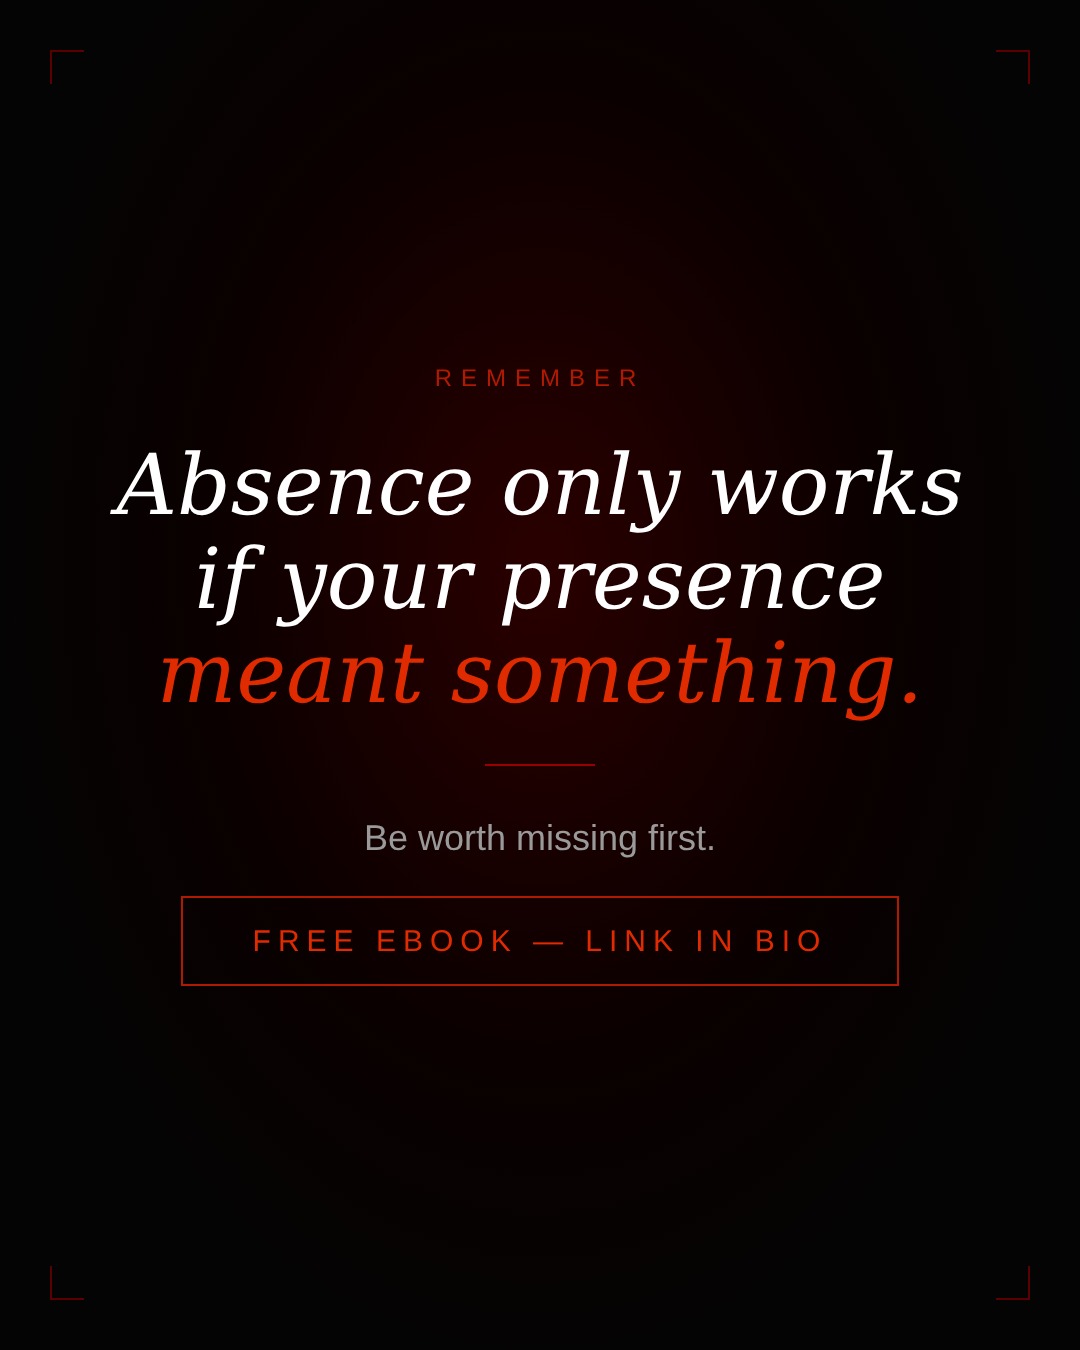 REMEMBER
Absence only works
if your presence
meant something.
Be worth missing first.
FREE EBOOK — LINK IN BIO